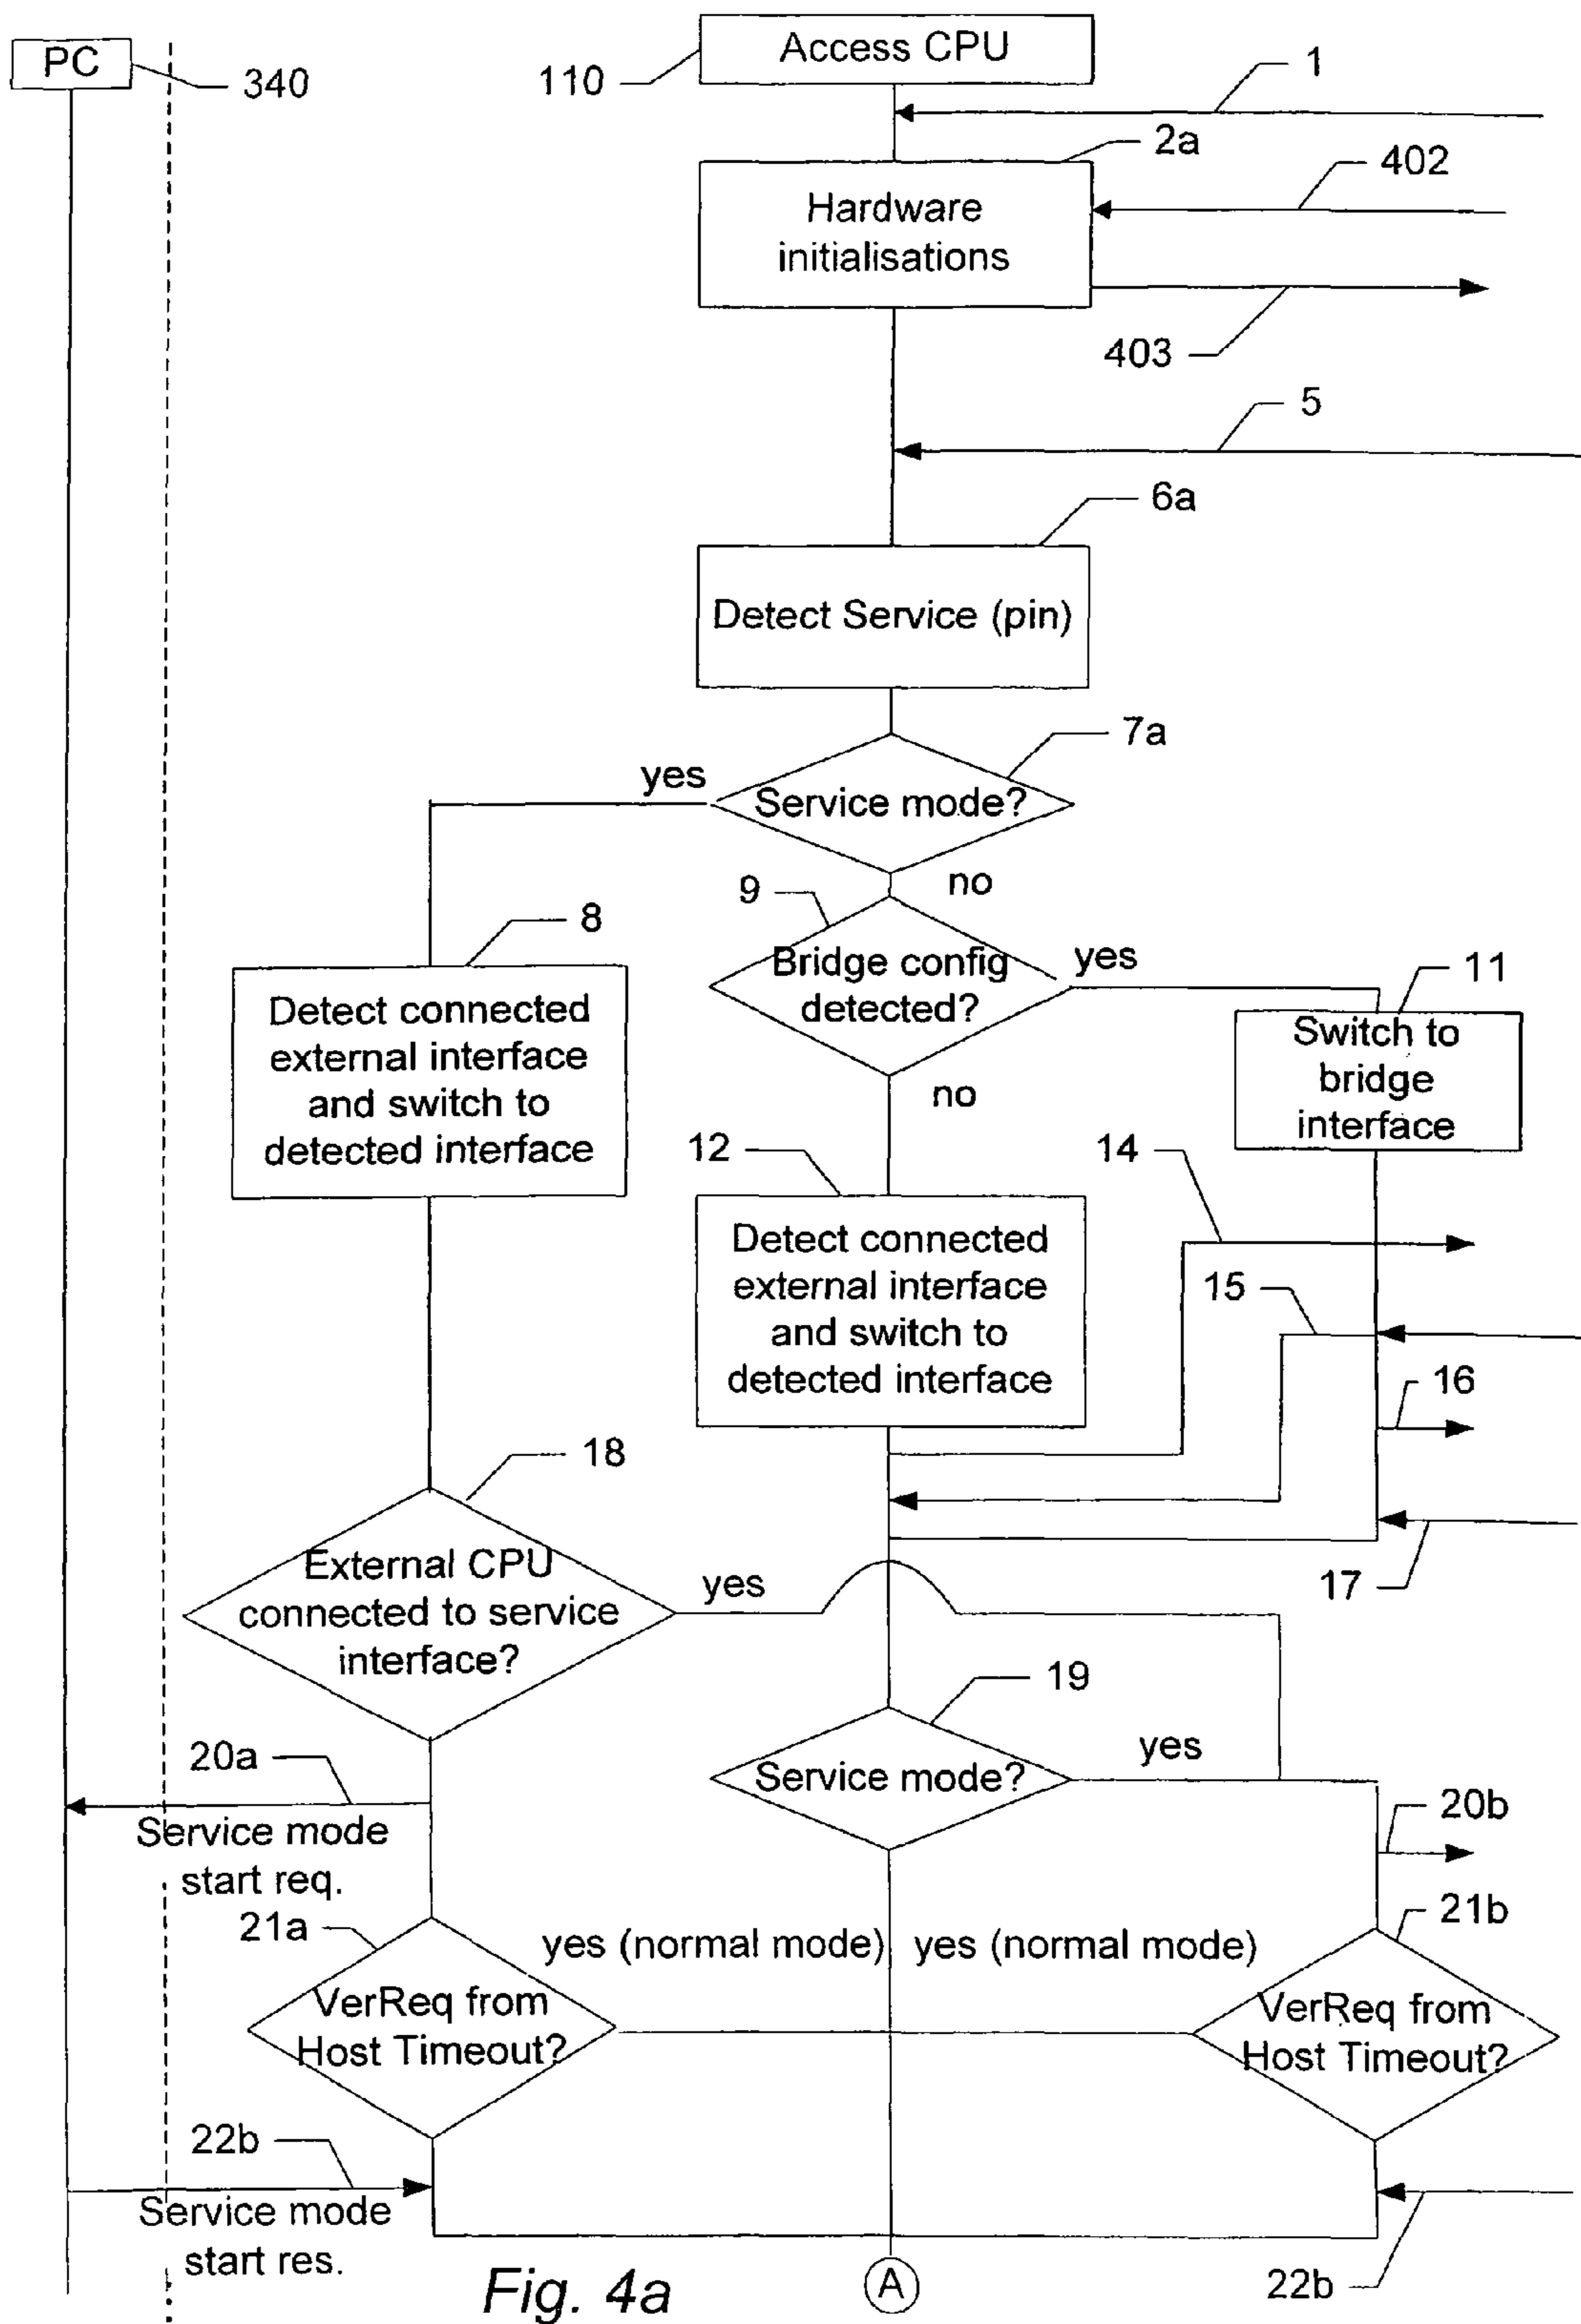 PC
340
Access CPU
110
1
2a
402
Hardware
initialisations
403
5
6a
Detect Service (pin)
7a
yes
Service mode?
no
9
8
Bridge config
detected?
yes
11
Detect connected
external interface
and switch to
detected interface
Switch to
bridge
interface
no
12
14
Detect connected
external interface
and switch to
detected interface
15
16
18
External CPU
connected to service
interface?
yes
17
19
20a
Service mode?
yes
Service mode
start req.
20b
21a
yes (normal mode)
yes (normal mode)
21b
VerReq from
Host Timeout?
VerReq from
Host Timeout?
22b
Service mode
start res.
22b
Fig. 4a
A